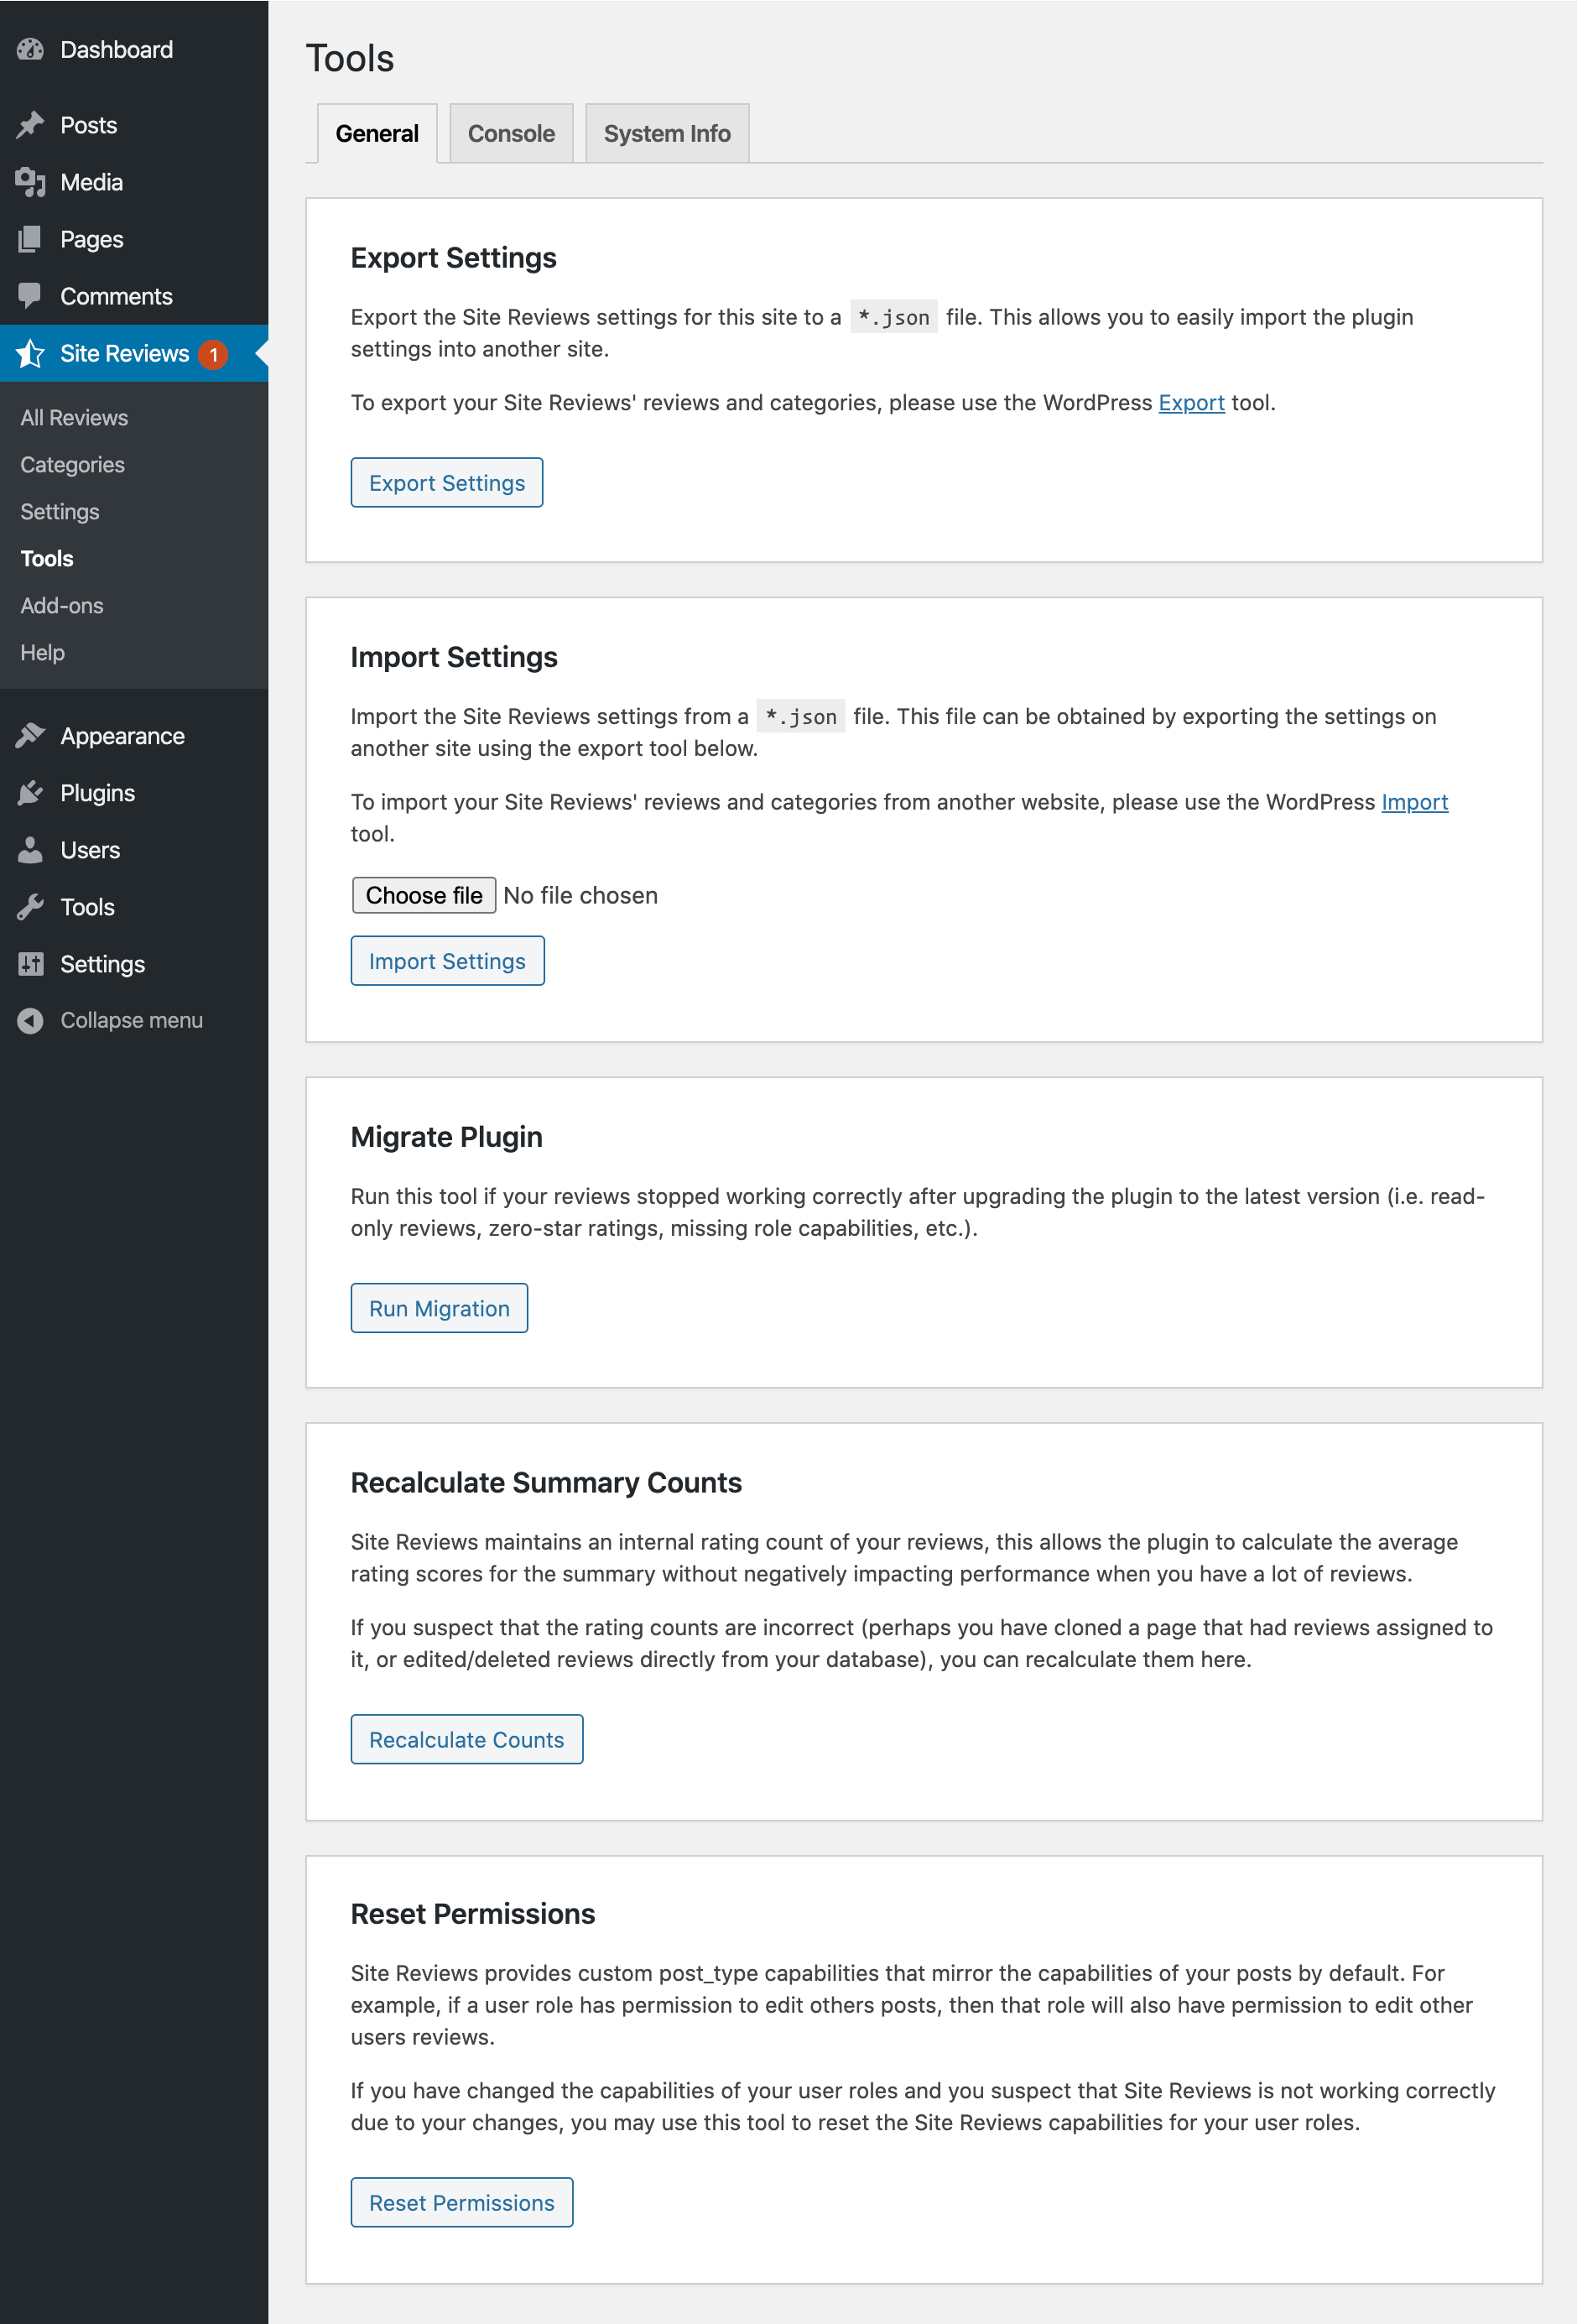 Dashboard
Posts
Media
Pages
Comments
Site Reviews 1
All Reviews
Categories
Settings
Tools
Add-ons
Help
Appearance
Plugins
Users
Tools
Settings
Collapse menu
Tools
General Console System Info
Export Settings
Export the Site Reviews settings for this site to a *.json file. This allows you to easily import the plugin
settings into another site.
To export your Site Reviews' reviews and categories, please use the WordPress Export tool.
Export Settings
Import Settings
Import the Site Reviews settings from a *.json file. This file can be obtained by exporting the settings on
another site using the export tool below.
To import your Site Reviews' reviews and categories from another website, please use the WordPress Import
tool.
Choose file No file chosen
Import Settings
Migrate Plugin
Run this tool if your reviews stopped working correctly after upgrading the plugin to the latest version (i.e. read-
only reviews, zero-star ratings, missing role capabilities, etc.).
Run Migration
Recalculate Summary Counts
Site Reviews maintains an internal rating count of your reviews, this allows the plugin to calculate the average
rating scores for the summary without negatively impacting performance when you have a lot of reviews.
If you suspect that the rating counts are incorrect (perhaps you have cloned a page that had reviews assigned to
it, or edited/deleted reviews directly from your database), you can recalculate them here.
Recalculate Counts
Reset Permissions
Site Reviews provides custom post_type capabilities that mirror the capabilities of your posts by default. For
example, if a user role has permission to edit others posts, then that role will also have permission to edit other
users reviews.
If you have changed the capabilities of your user roles and you suspect that Site Reviews is not working correctly
due to your changes, you may use this tool to reset the Site Reviews capabilities for your user roles.
Reset Permissions